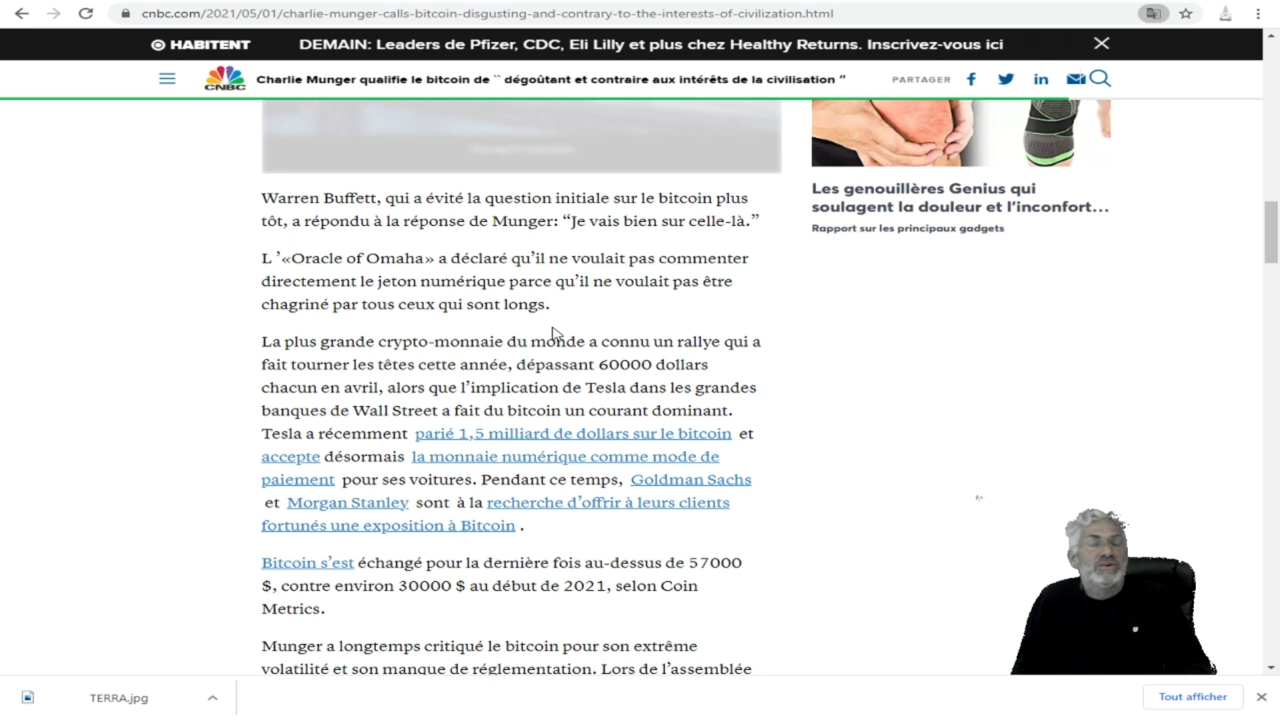 cnbc.com/2021/05/01/charlie-munger-calls-bitcoin-disgusting-and-contrary-to-the-interests-of-civilization.html
HABITENT DEMAIN: Leaders de Pfizer, CDC, Eli Lilly et plus chez Healthy Returns. Inscrivez-vous ici
CNBC Charlie Munger qualifie le bitcoin de `` dégoûtant et contraire aux intérêts de la civilisation ” PARTAGER
Warren Buffett, qui a évité la question initiale sur le bitcoin plus
tôt, a répondu à la réponse de Munger: “Je vais bien sur celle-là.”
L ’«Oracle of Omaha» a déclaré qu’il ne voulait pas commenter
directement le jeton numérique parce qu’il ne voulait pas être
chagriné par tous ceux qui sont longs.
La plus grande crypto-monnaie du monde a connu un rallye qui a
fait tourner les têtes cette année, dépassant 60000 dollars
chacun en avril, alors que l’implication de Tesla dans les grandes
banques de Wall Street a fait du bitcoin un courant dominant.
Tesla a récemment parié 1,5 milliard de dollars sur le bitcoin et
accepte désormais la monnaie numérique comme mode de
paiement pour ses voitures. Pendant ce temps, Goldman Sachs
et Morgan Stanley sont à la recherche d’offrir à leurs clients
fortunés une exposition à Bitcoin .
Bitcoin s’est échangé pour la dernière fois au-dessus de 57000
$, contre environ 30000 $ au début de 2021, selon Coin
Metrics.
Munger a longtemps critiqué le bitcoin pour son extrême
volatilité et son manque de réglementation. Lors de l’assemblée
Les genouillères Genius qui
soulagent la douleur et l’inconfort...
Rapport sur les principaux gadgets
TERRA.jpg
Tout afficher